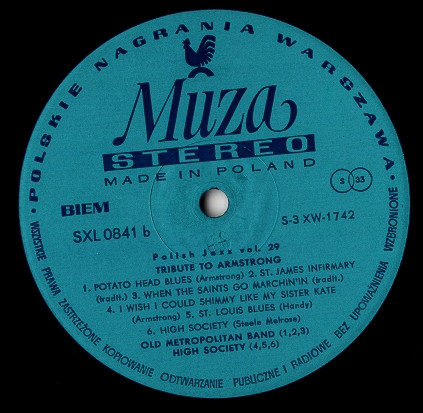 · POLSKIE NAGRANIA WARSZAWA ·
Muza
STEREO
MADE IN POLAND
S 33
BIEM
SXL 0841 b
S-3 XW-1742
Polish Jazz vol. 29
TRIBUTE TO ARMSTRONG
1. POTATO HEAD BLUES (Armstrong) 2. ST. JAMES INFIRMARY
(tradit.) 3. WHEN THE SAINTS GO MARCHIN'IN (tradit.)
4. I WISH I COULD SHIMMY LIKE MY SISTER KATE
(Armstrong) 5. ST. LOUIS BLUES (Handy)
6. HIGH SOCIETY (Steele Melrose)
OLD METROPOLITAN BAND (1,2,3)
HIGH SOCIETY (4,5,6)
WSZYSTKIE PRAWA ZASTRZEŻONE KOPIOWANIE ODTWARZANIE PUBLICZNE I RADIOWE BEZ UPOWAŻNIENIA WZBRONIONE